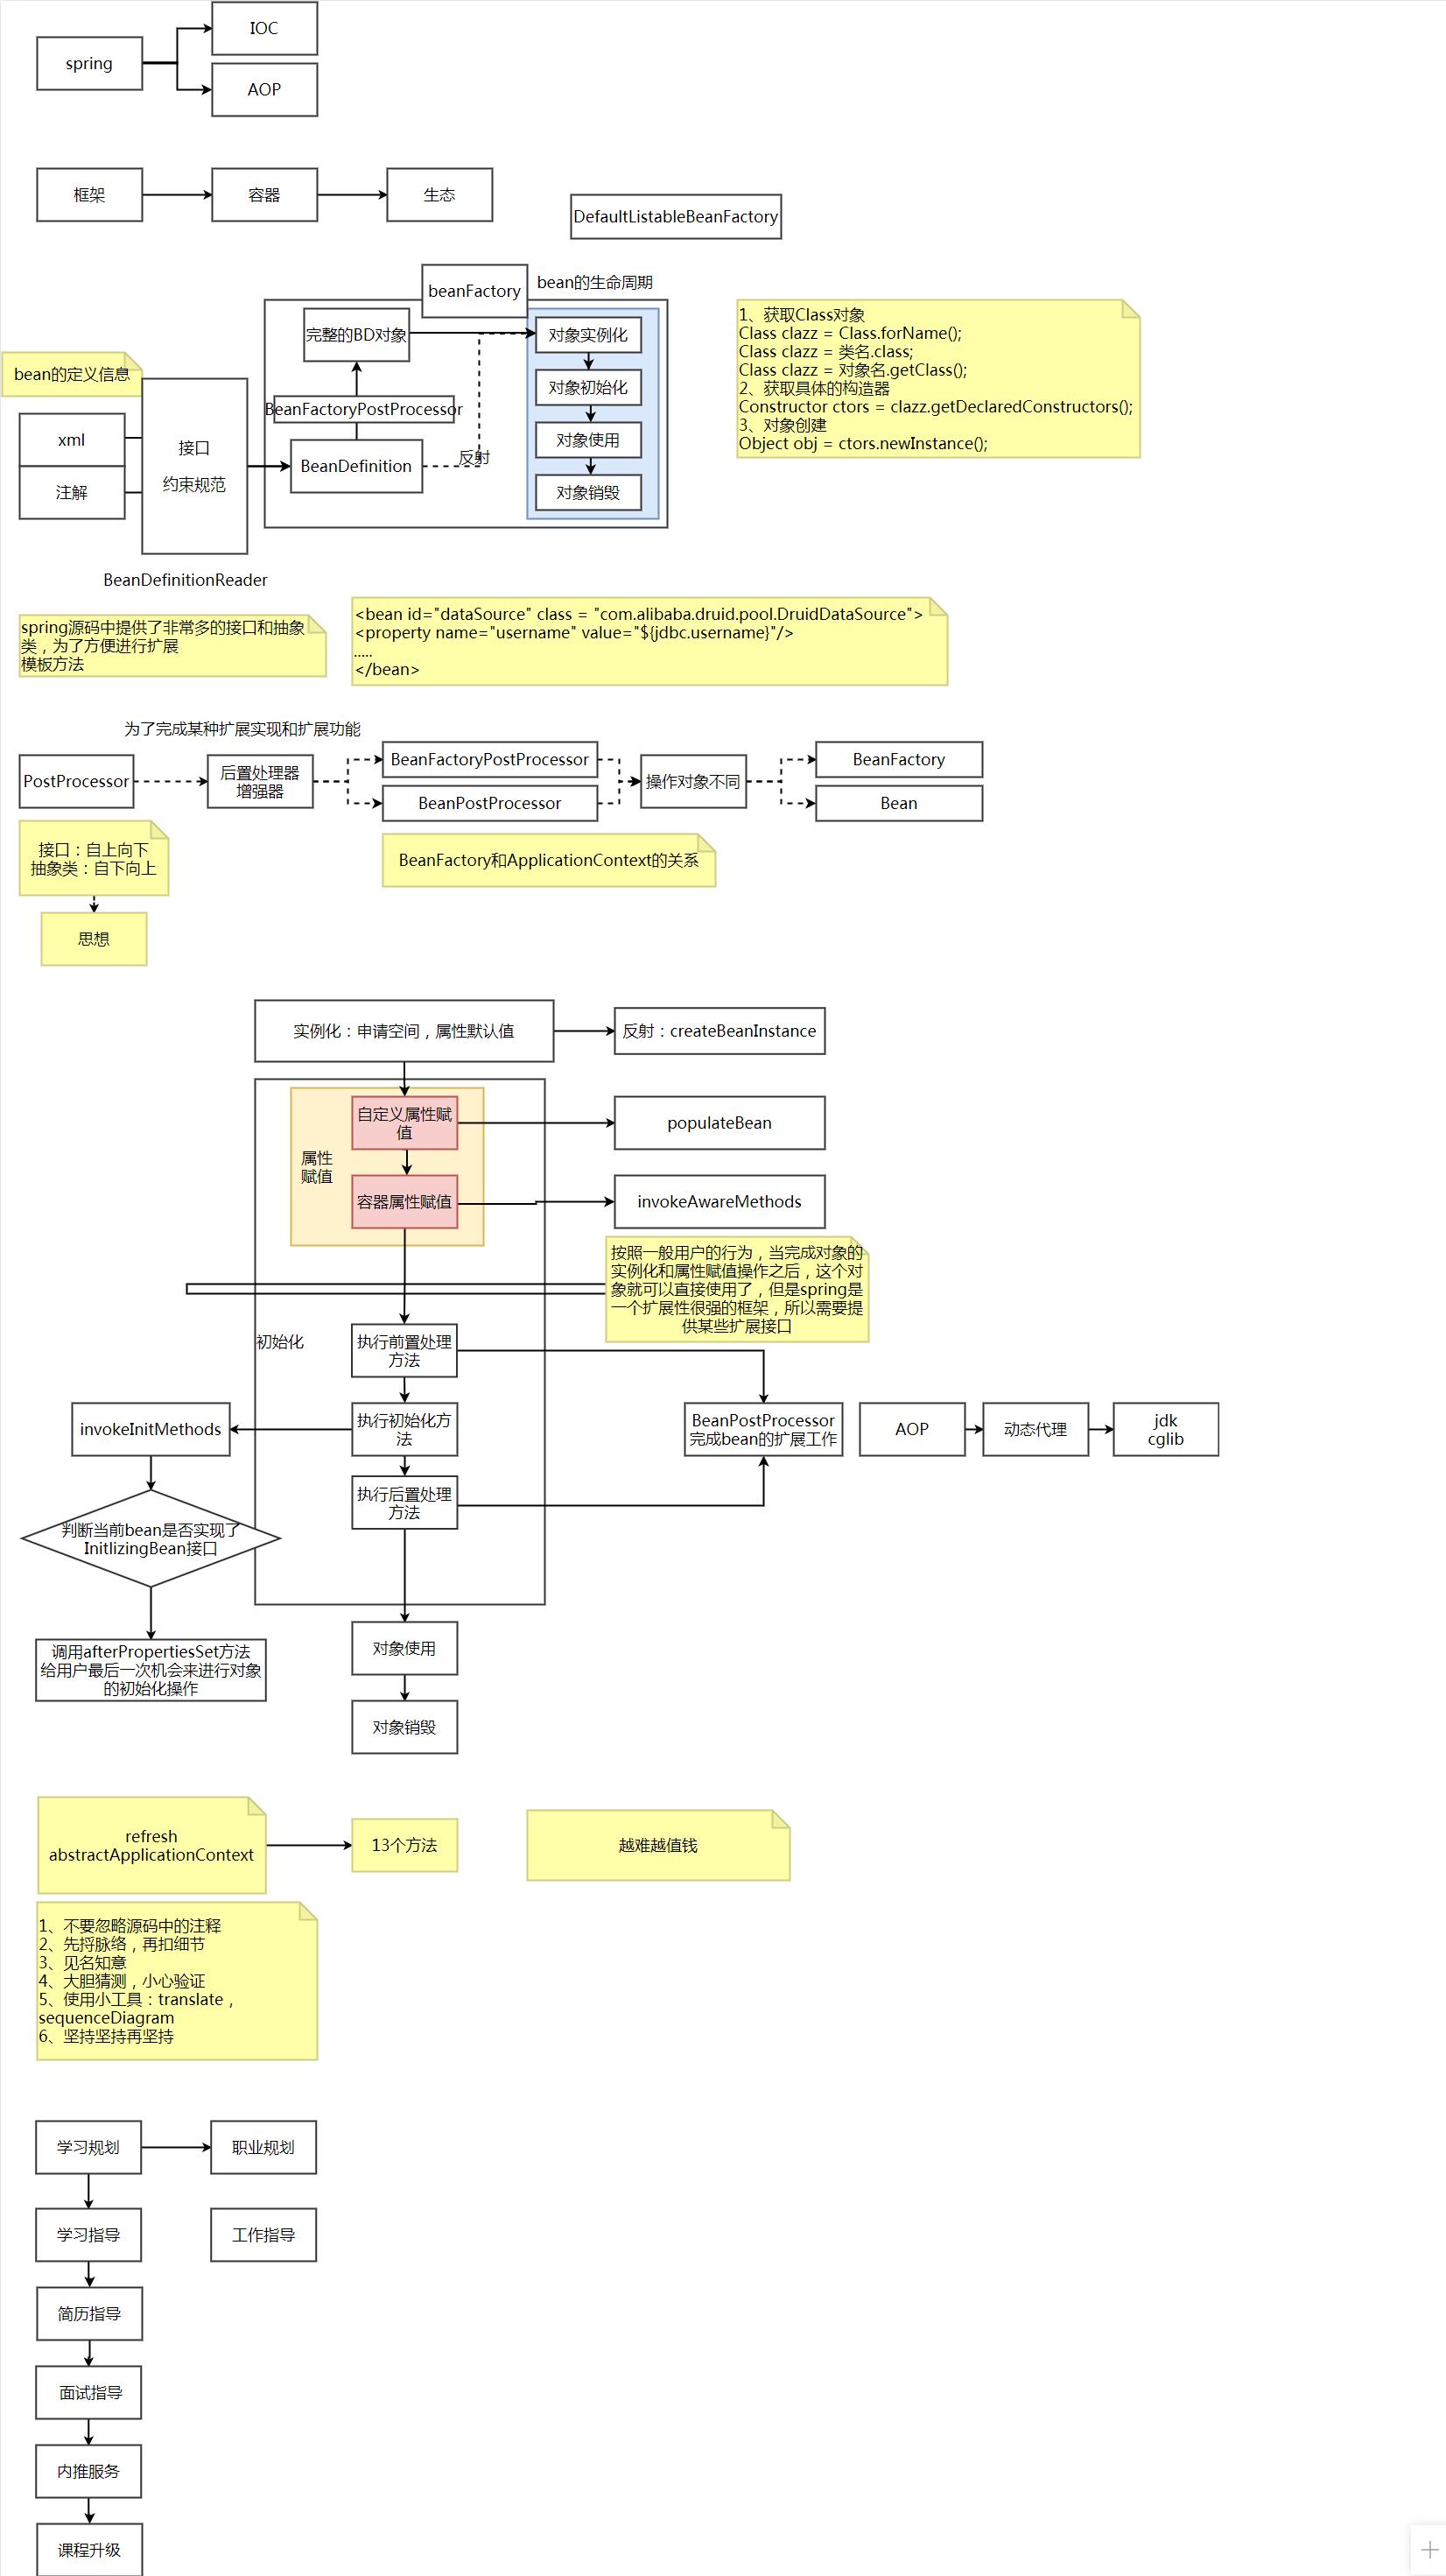 IOC
spring
AOP
框架
容器
生态
DefaultListableBeanFactory
beanFactory
bean的生命周期
完整的BD对象
对象实例化
1、获取Class对象
Class clazz = Class.forName();
Class clazz = 类名.class;
Class clazz = 对象名.getClass();
2、获取具体的构造器
Constructor ctors = clazz.getDeclaredConstructors();
3、对象创建
Object obj = ctors.newInstance();
bean的定义信息
对象初始化
BeanFactoryPostProcessor
xml
接口
约束规范
对象使用
BeanDefinition
反射
注解
对象销毁
BeanDefinitionReader
spring源码中提供了非常多的接口和抽象
类，为了方便进行扩展
模板方法
<bean id="dataSource" class = "com.alibaba.druid.pool.DruidDataSource">
<property name="username" value="${jdbc.username}"/>
.....
</bean>
为了完成某种扩展实现和扩展功能
PostProcessor
后置处理器
增强器
BeanFactoryPostProcessor
BeanPostProcessor
操作对象不同
BeanFactory
Bean
接口：自上向下
抽象类：自下向上
BeanFactory和ApplicationContext的关系
思想
实例化：申请空间，属性默认值
反射：createBeanInstance
自定义属性赋
值
populateBean
属性
赋值
容器属性赋值
invokeAwareMethods
按照一般用户的行为，当完成对象的
实例化和属性赋值操作之后，这个对
象就可以直接使用了，但是spring是
一个扩展性很强的框架，所以需要提
供某些扩展接口
初始化
执行前置处理
方法
invokeInitMethods
执行初始化方
法
BeanPostProcessor
完成bean的扩展工作
AOP
动态代理
jdk
cglib
执行后置处理
方法
判断当前bean是否实现了
InitlizingBean接口
调用afterPropertiesSet方法
给用户最后一次机会来进行对象
的初始化操作
对象使用
对象销毁
refresh
abstractApplicationContext
13个方法
越难越值钱
1、不要忽略源码中的注释
2、先捋脉络，再扣细节
3、见名知意
4、大胆猜测，小心验证
5、使用小工具：translate，
sequenceDiagram
6、坚持坚持再坚持
学习规划
职业规划
学习指导
工作指导
简历指导
面试指导
内推服务
课程升级